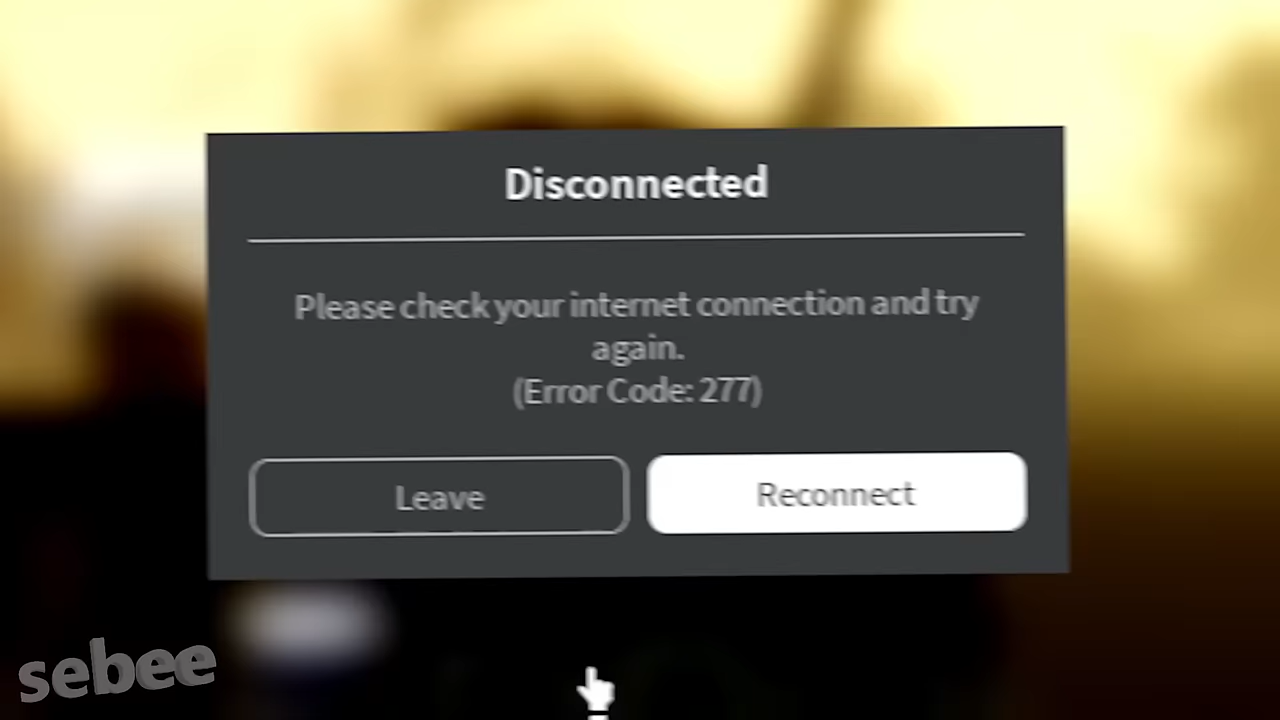 Disconnected
Please check your internet connection and try
again.
(Error Code: 277)
Leave
Reconnect
sebee